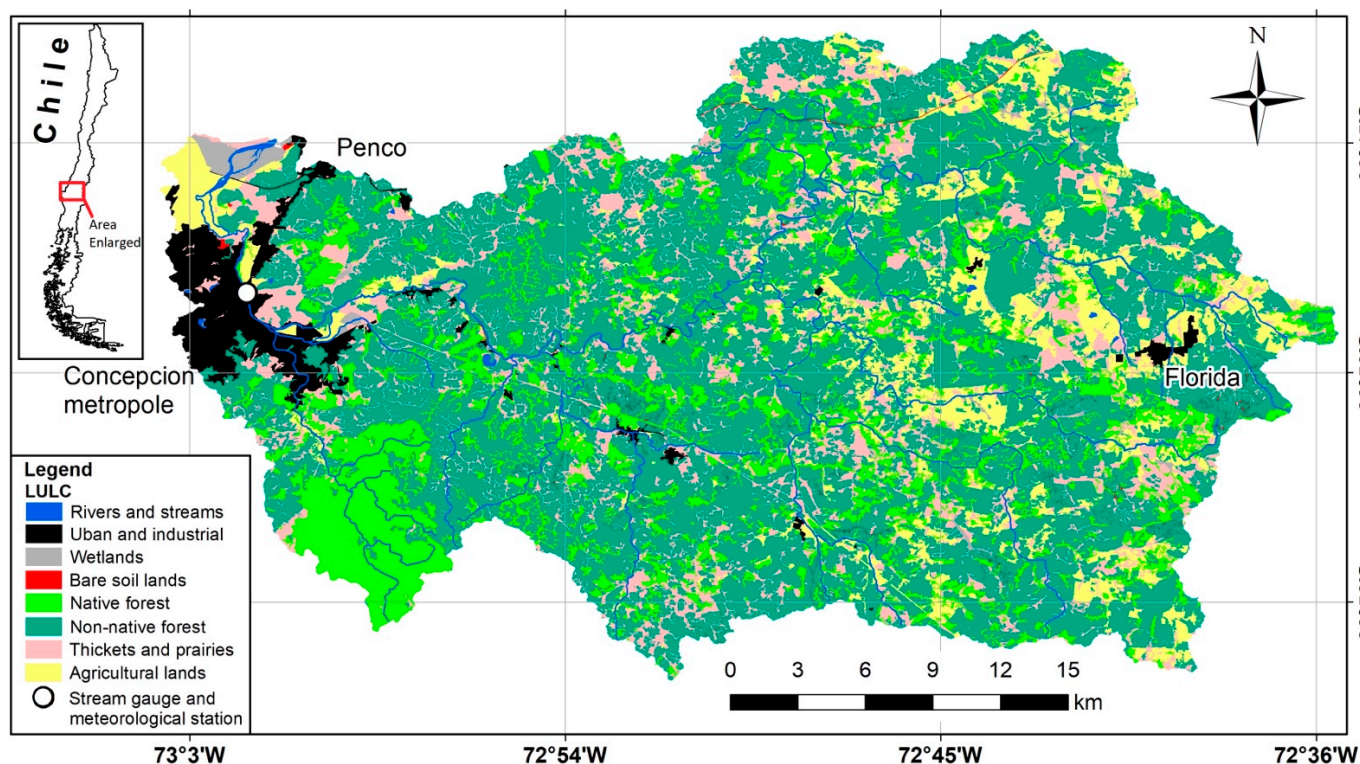 Chile
N
Area
Enlarged
Penco
Concepcion
metropole
Florida
Legend
LULC
Rivers and streams
Uban and industrial
Wetlands
Bare soil lands
Native forest
Non-native forest
Thickets and prairies
Agricultural lands
Stream gauge and
meteorological station
0 3 6 9 12 15
km
73°3'W 72°54'W 72°45'W 72°36'W